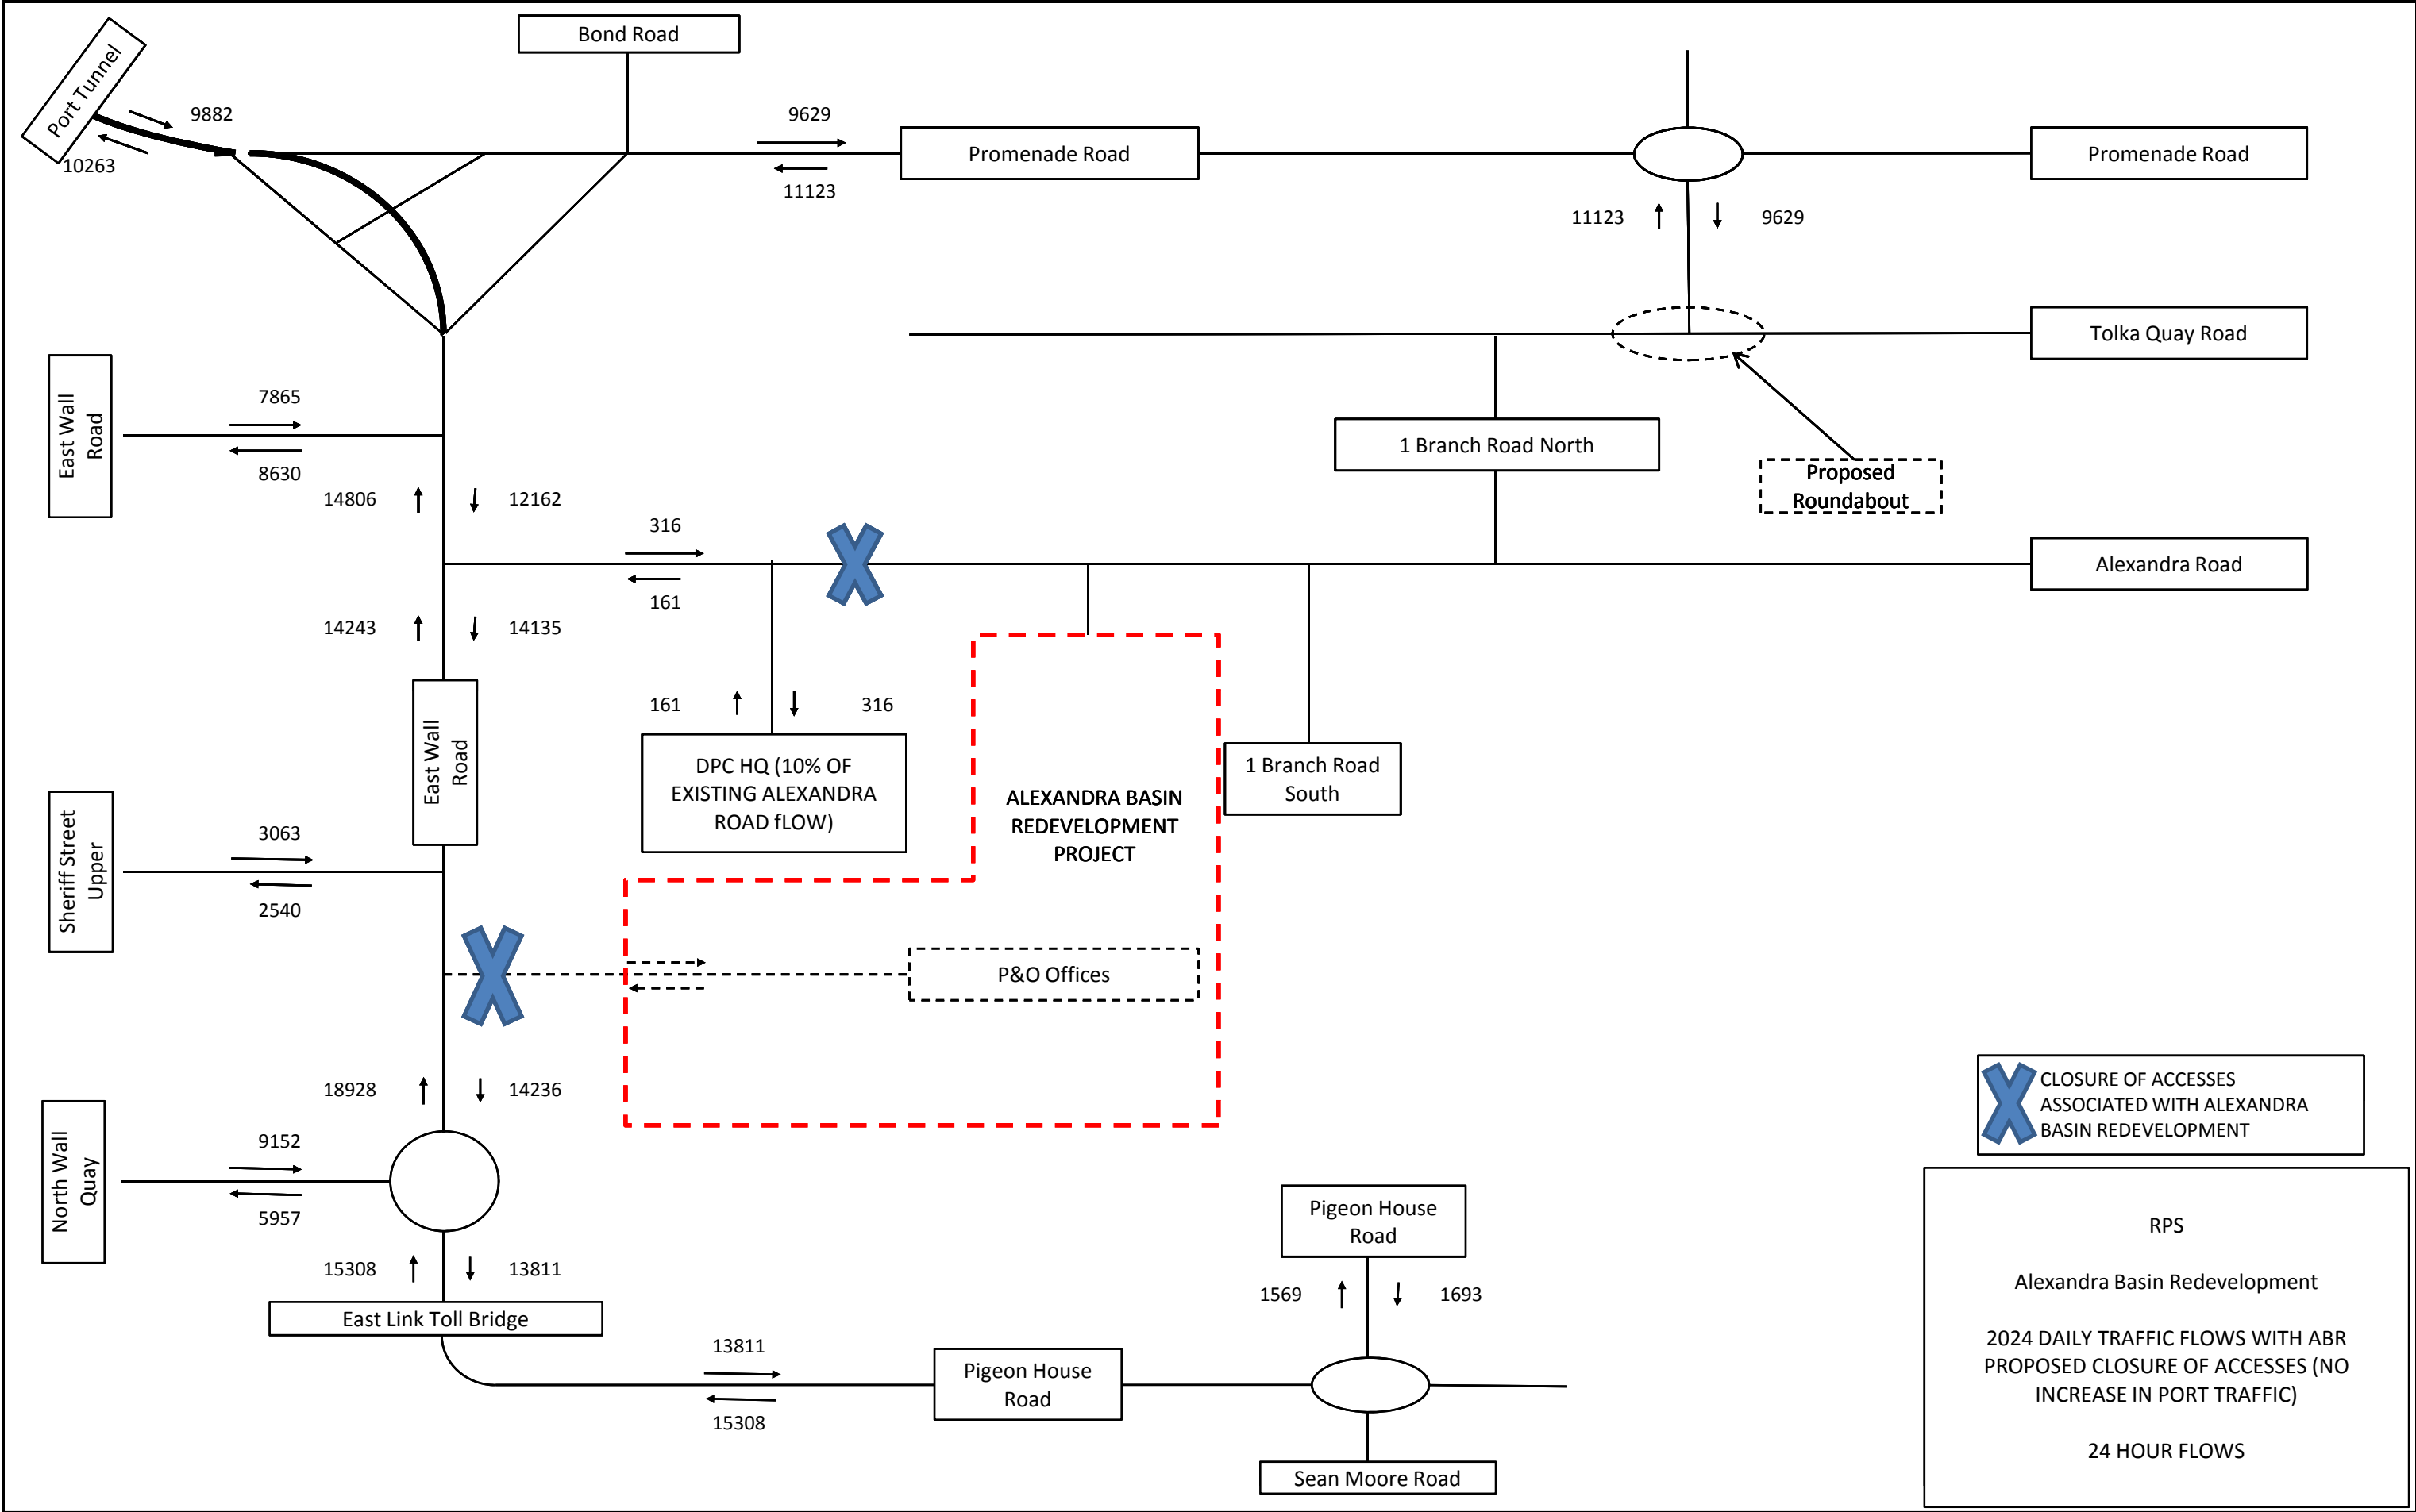 Bond Road
Port Tunnel
9882
10263
9629
11123
Promenade Road
Promenade Road
11123
9629
Tolka Quay Road
East Wall
Road
7865
8630
1 Branch Road North
Proposed
Roundabout
14806
12162
316
161
Alexandra Road
14243
14135
East Wall
Road
161
316
DPC HQ (10% OF
EXISTING ALEXANDRA
ROAD fLOW)
ALEXANDRA BASIN
REDEVELOPMENT
PROJECT
1 Branch Road
South
Sheriff Street
Upper
3063
2540
P&O Offices
18928
14236
North Wall
Quay
9152
5957
15308
13811
East Link Toll Bridge
13811
15308
Pigeon House
Road
Pigeon House
Road
1569
1693
Sean Moore Road
CLOSURE OF ACCESSES
ASSOCIATED WITH ALEXANDRA
BASIN REDEVELOPMENT
RPS
Alexandra Basin Redevelopment
2024 DAILY TRAFFIC FLOWS WITH ABR
PROPOSED CLOSURE OF ACCESSES (NO
INCREASE IN PORT TRAFFIC)
24 HOUR FLOWS